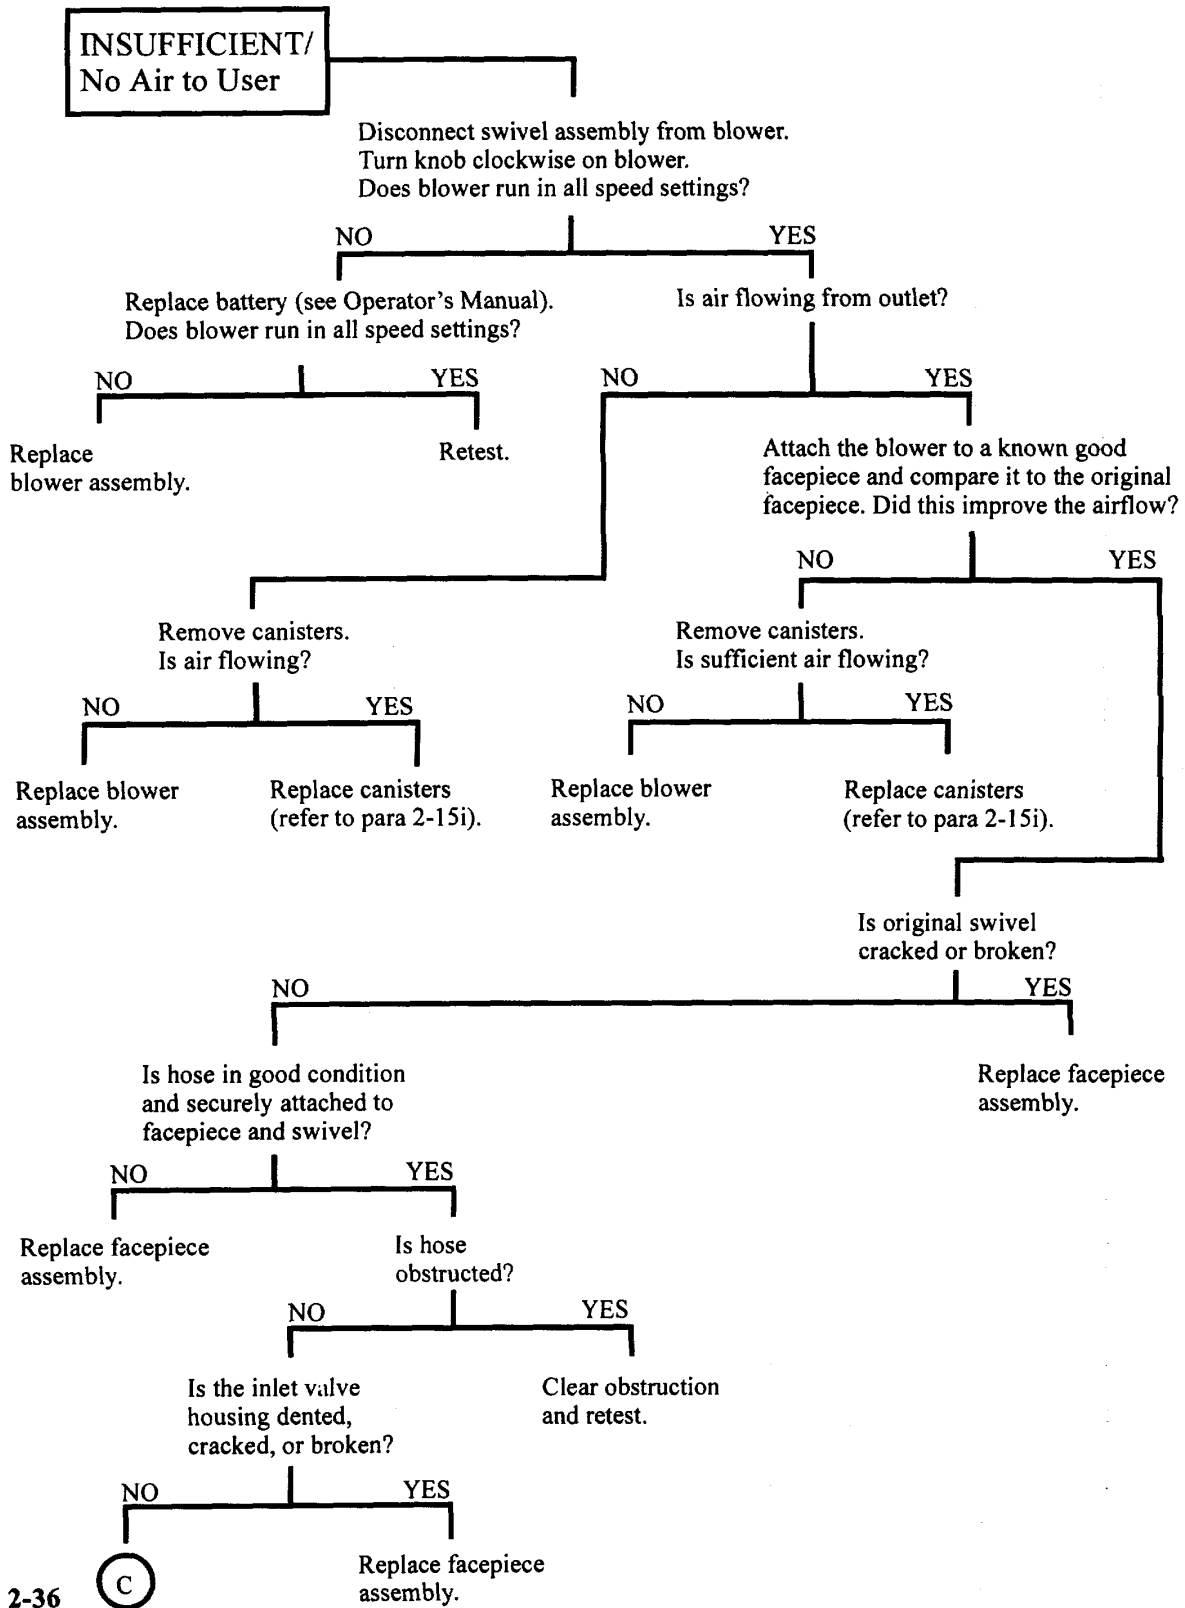 INSUFFICIENT/
No Air to User
Disconnect swivel assembly from blower.
Turn knob clockwise on blower.
Does blower run in all speed settings?
NO
YES
Replace battery (see Operator's Manual).
Does blower run in all speed settings?
Is air flowing from outlet?
NO
YES
NO
YES
Replace
blower assembly.
Retest.
Attach the blower to a known good
facepiece and compare it to the original
facepiece. Did this improve the airflow?
NO
YES
Remove canisters.
Is air flowing?
Remove canisters.
Is sufficient air flowing?
NO
YES
NO
YES
Replace blower
assembly.
Replace canisters
(refer to para 2-15i).
Replace blower
assembly.
Replace canisters
(refer to para 2-15i).
Is original swivel
cracked or broken?
NO
YES
Is hose in good condition
and securely attached to
facepiece and swivel?
Replace facepiece
assembly.
NO
YES
Replace facepiece
assembly.
Is hose
obstructed?
NO
YES
Is the inlet valve
housing dented,
cracked, or broken?
Clear obstruction
and retest.
NO
YES
C
Replace facepiece
assembly.
2-36